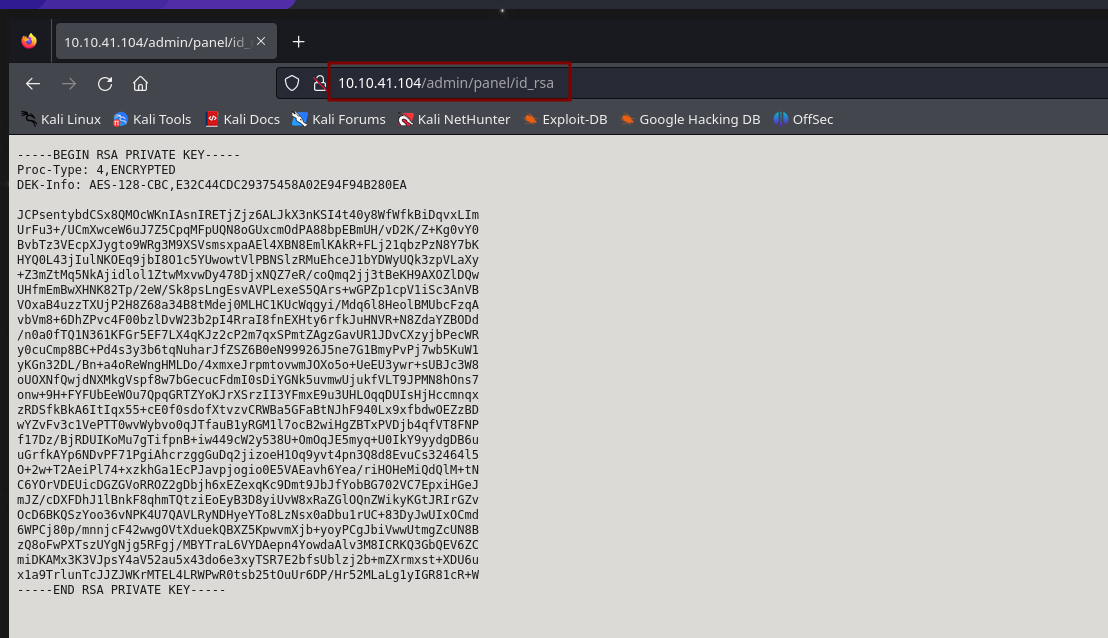 10.10.41.104/admin/panel/id_
10.10.41.104/admin/panel/id_rsa
Kali Linux Kali Tools Kali Docs Kali Forums Kali NetHunter Exploit-DB Google Hacking DB OffSec
-----BEGIN RSA PRIVATE KEY-----
Proc-Type: 4,ENCRYPTED
DEK-Info: AES-128-CBC,E32C44CDC29375458A02E94F94B280EA
JCPsentybdCSx8QMOcWKnIAsnIRETjZjz6ALJkX3nKSI4t40y8WfWfkBiDqvxLIm
UrFu3+/UCmXwceW6uJ7Z5CpqMFpUQN8oGUxcmOdPA88bpEBmUH/vD2K/Z+Kg0vY0
BvbTz3VEcpXJygto9WRg3M9XSVsmsxpaAEl4XBN8EmlKAkR+FLj21qbzPzN8Y7bK
HYQ0L43jIulNKOEq9jbI8O1c5YUwowtVlPBNSlzRMuEhceJ1bYDWyUQk3zpVLaXy
+Z3mZtMq5NkAjidlol1ZtwMxvwDy478DjxNQZ7eR/coQmq2jj3tBeKH9AXOZlDQw
UHfmEmBwXHNK82Tp/2eW/Sk8psLngEsvAVPLexeS5QArs+wGPZp1cpV1iSc3AnVB
VOxaB4uzzTXUjP2H8Z68a34B8tMdej0MLHC1KUcWqgyi/Mdq6l8HeolBMUbcFzqA
vbVm8+6DhZPvc4F00bzlDvW23b2pI4RraI8fnEXHty6rfkJuHNVR+N8ZdaYZBODd
/n0a0fTQ1N361KFGr5EF7LX4qKJz2cP2m7qxSPmtZAgzGavUR1JDvCXzyjbPecWR
y0cuCmp8BC+Pd4s3y3b6tqNuharJfZSZ6B0eN99926J5ne7G1BmyPvPj7wb5KuW1
yKGn32DL/Bn+a4oReWngHMLDo/4xmxeJrpmtovwmJOXo5o+UeEU3ywr+sUBJc3W8
oUOXNfQwjdNXMkgVspf8w7bGecucFdmI0sDiYGNk5uvmwUjukfVLT9JPMN8hOns7
onw+9H+FYFUbEeWOu7QpqGRTZYoKJrXSrzII3YFmxE9u3UHLOqqDUIsHjHccmnqx
zRDSfkBkA6ItIqx55+cE0f0sdofXtvzvCRWBa5GFaBtNJhF940Lx9xfbdwOEZzBD
wYZvFv3c1VePTT0wvWybvo0qJTfauB1yRGM1l7ocB2wiHgZBTxPVDjb4qfVT8FNP
f17Dz/BjRDUIKoMu7gTifpnB+iw449cW2y538U+OmOqJE5myq+U0IkY9yydgDB6u
uGrfkAYp6NDvPF71PgiAhcrzggGuDq2jizoeH1Oq9yvt4pn3Q8d8EvuCs32464l5
O+2w+T2AeiPl74+xzkhGa1EcPJavpjogio0E5VAEavh6Yea/riHOHeMiQdQlM+tN
C6YOrVDEUicDGZGVoRROZ2gDbjh6xEZexqKc9Dmt9JbJfYobBG702VC7EpxiHGeJ
mJZ/cDXFDhJ1lBnkF8qhmTQtziEoEyB3D8yiUvW8xRaZGlOQnZWikyKGtJRIrGZv
OcD6BKQSzYoo36vNPK4U7QAVLRyNDHyeYTo8LzNsx0aDbu1rUC+83DyJwUIxOCmd
6WPCj80p/mnnjcF42wwgOVtXduekQBXZ5KpwvmXjb+yoyPCgJbiVwwUtmgZcUN8B
zQ8oFwPXTszUYgNjg5RFgj/MBYTraL6VYDAepn4YowdaAlv3M8ICRKQ3GbQEV6ZC
miDKAMx3K3VJpsY4aV52au5x43do6e3xyTSR7E2bfsUblzj2b+mZXrmxst+XDU6u
x1a9TrlunTcJJZJWKrMTEL4LRWPwR0tsb25tOuUr6DP/Hr52MLaLg1yIGR81cR+W
-----END RSA PRIVATE KEY-----